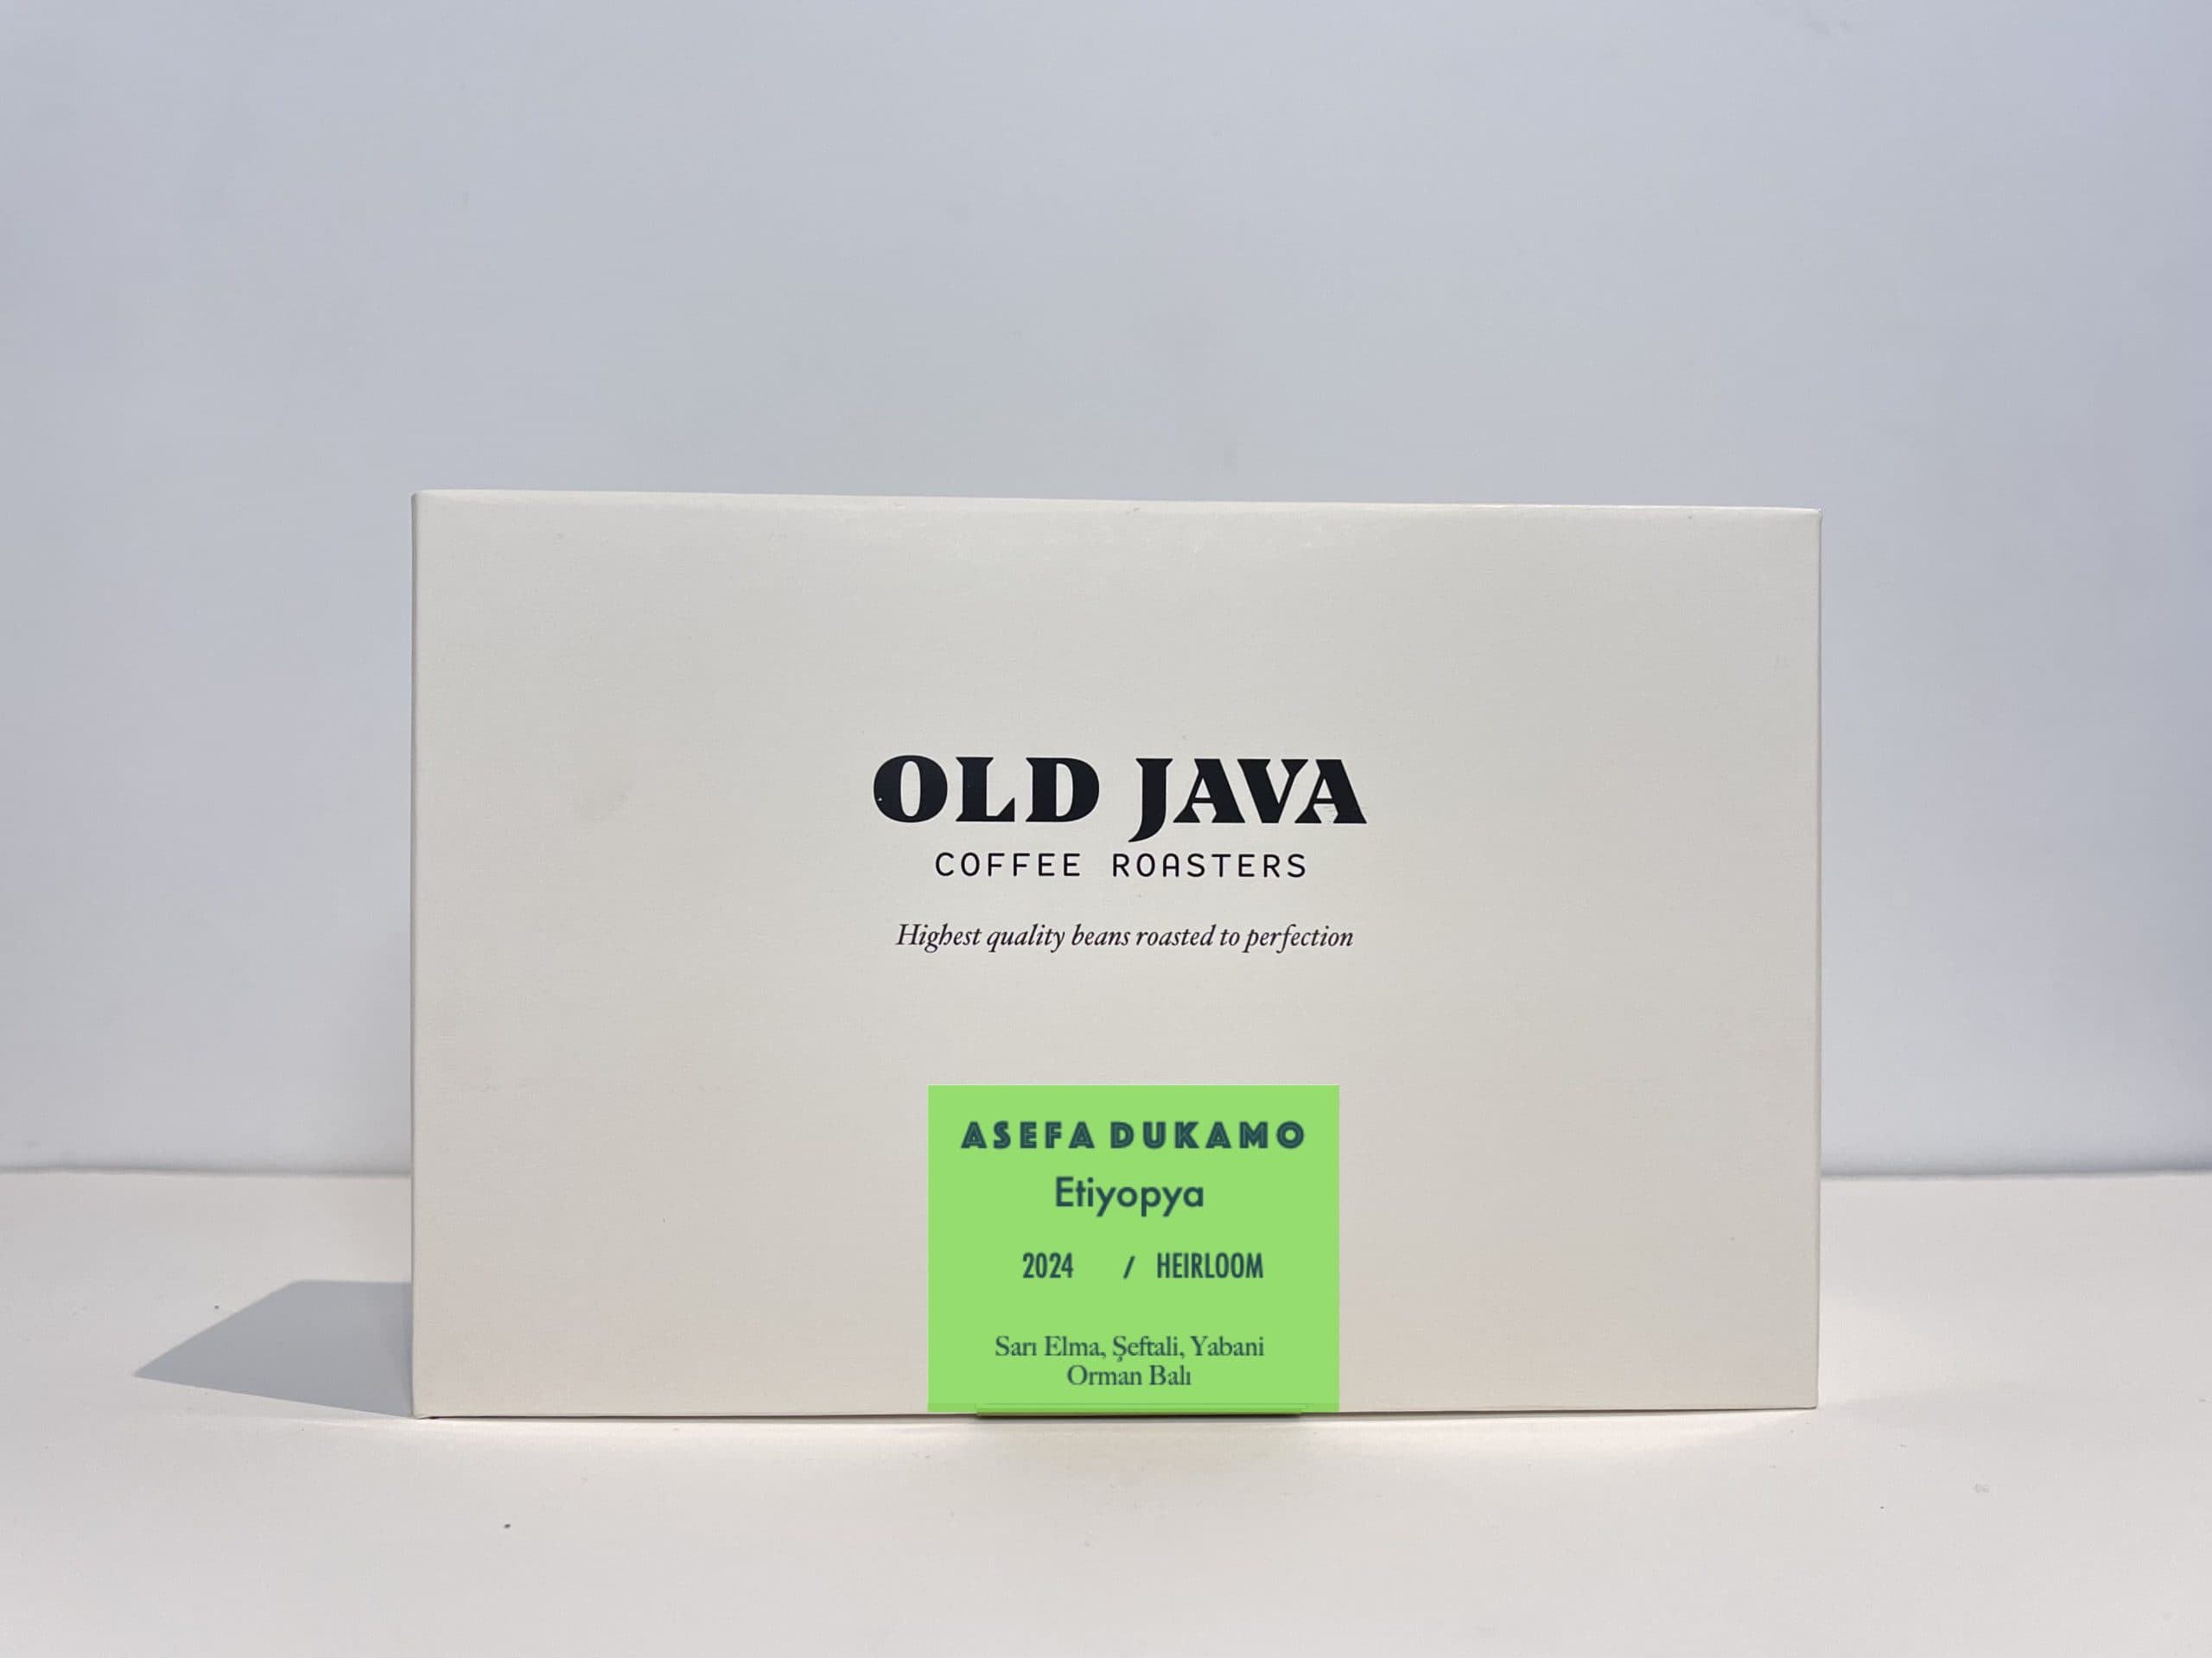 OLD JAVA
COFFEE ROASTERS
Highest quality beans roasted to perfection
ASEFA DUKAMO
Etiyopya
2024 / HEIRLOOM
Sarı Elma, Şeftali, Yabani
Orman Balı